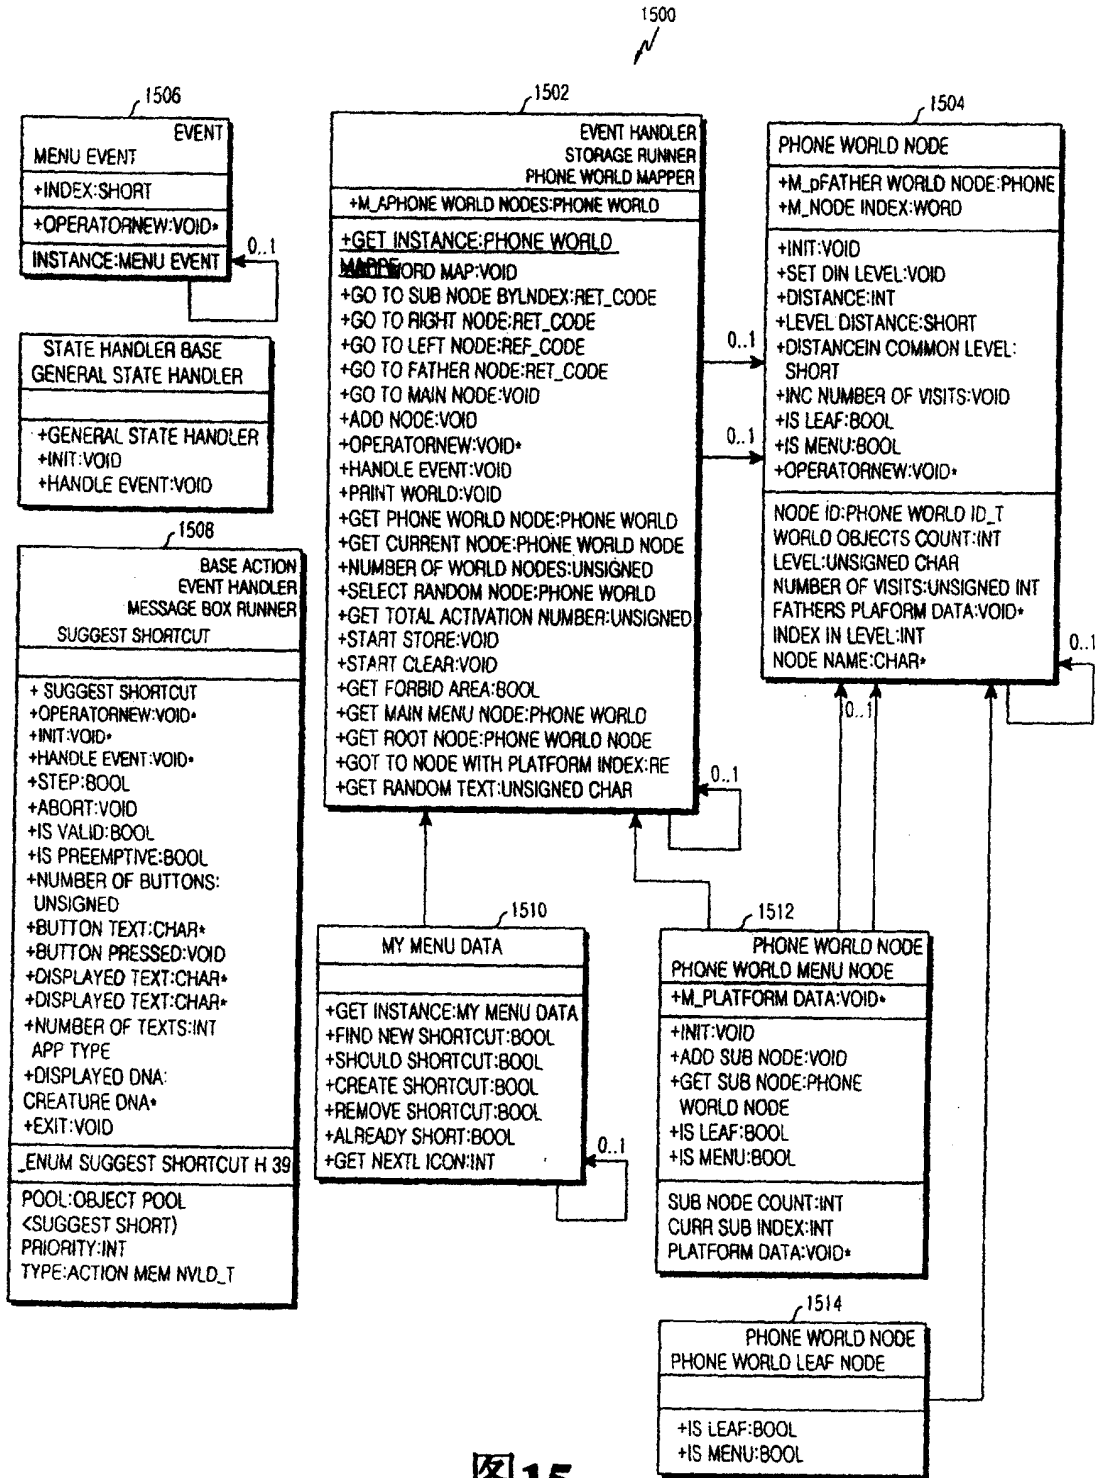 1500
1506
EVENT
MENU EVENT
+INDEX:SHORT
+OPERATORNEW:VOID*
INSTANCE:MENU EVENT
0..1
STATE HANDLER BASE
GENERAL STATE HANDLER
+GENERAL STATE HANDLER
+INIT:VOID
+HANDLE EVENT:VOID
1508
BASE ACTION
EVENT HANDLER
MESSAGE BOX RUNNER
SUGGEST SHORTCUT
+ SUGGEST SHORTCUT
+OPERATORNEW:VOID*
+INIT:VOID*
+HANDLE EVENT:VOID*
+STEP:BOOL
+ABORT:VOID
+IS VALID:BOOL
+IS PREEMPTIVE:BOOL
+NUMBER OF BUTTONS:
UNSIGNED
+BUTTON TEXT:CHAR*
+BUTTON PRESSED:VOID
+DISPLAYED TEXT:CHAR*
+DISPLAYED TEXT:CHAR*
+NUMBER OF TEXTS:INT
APP TYPE
+DISPLAYED DNA:
CREATURE DNA*
+EXIT:VOID
_ENUM SUGGEST SHORTCUT H 39
POOL:OBJECT POOL
<SUGGEST SHORT)
PRIORITY:INT
TYPE:ACTION MEM NVLD_T
1502
EVENT HANDLER
STORAGE RUNNER
PHONE WORLD MAPPER
+M_APHONE WORLD NODES:PHONE WORLD
+GET INSTANCE:PHONE WORLD
WORD MAP:VOID
+GO TO SUB NODE BYLNDEX:RET_CODE
+GO TO RIGHT NODE:RET_CODE
+GO TO LEFT NODE:REF_CODE
+GO TO FATHER NODE:RET_CODE
+GO TO MAIN NODE:VOID
+ADD NODE:VOID
+OPERATORNEW:VOID*
+HANDLE EVENT:VOID
+PRINT WORLD:VOID
+GET PHONE WORLD NODE:PHONE WORLD
+GET CURRENT NODE:PHONE WORLD NODE
+NUMBER OF WORLD NODES:UNSIGNED
+SELECT RANDOM NODE:PHONE WORLD
+GET TOTAL ACTIVATION NUMBER:UNSIGNED
+START STORE:VOID
+START CLEAR:VOID
+GET FORBID AREA:BOOL
+GET MAIN MENU NODE:PHONE WORLD
+GET ROOT NODE:PHONE WORLD NODE
+GOT TO NODE WITH PLATFORM INDEX:RE
+GET RANDOM TEXT:UNSIGNED CHAR
0..1
0..1
0..1
1504
PHONE WORLD NODE
+M_pFATHER WORLD NODE:PHONE
+M_NODE INDEX:WORD
+INIT:VOID
+SET DIN LEVEL:VOID
+DISTANCE:INT
+LEVEL DISTANCE:SHORT
+DISTANCEIN COMMON LEVEL:
SHORT
+INC NUMBER OF VISITS:VOID
+IS LEAF:BOOL
+IS MENU:BOOL
+OPERATORNEW:VOID*
NODE ID:PHONE WORLD ID_T
WORLD OBJECTS COUNT:INT
LEVEL:UNSIGNED CHAR
NUMBER OF VISITS:UNSIGNED INT
FATHERS PLAFORM DATA:VOID*
INDEX IN LEVEL:INT
NODE NAME:CHAR*
0..1
0..1
1510
MY MENU DATA
+GET INSTANCE:MY MENU DATA
+FIND NEW SHORTCUT:BOOL
+SHOULD SHORTCUT:BOOL
+CREATE SHORTCUT:BOOL
+REMOVE SHORTCUT:BOOL
+ALREADY SHORT:BOOL
+GET NEXTL ICON:INT
0..1
1512
PHONE WORLD NODE
PHONE WORLD MENU NODE
+M_PLATFORM DATA:VOID*
+INIT:VOID
+ADD SUB NODE:VOID
+GET SUB NODE:PHONE
WORLD NODE
+IS LEAF:BOOL
+IS MENU:BOOL
SUB NODE COUNT:INT
CURR SUB INDEX:INT
PLATFORM DATA:VOID*
1514
PHONE WORLD NODE
PHONE WORLD LEAF NODE
+IS LEAF:BOOL
+IS MENU:BOOL
图15